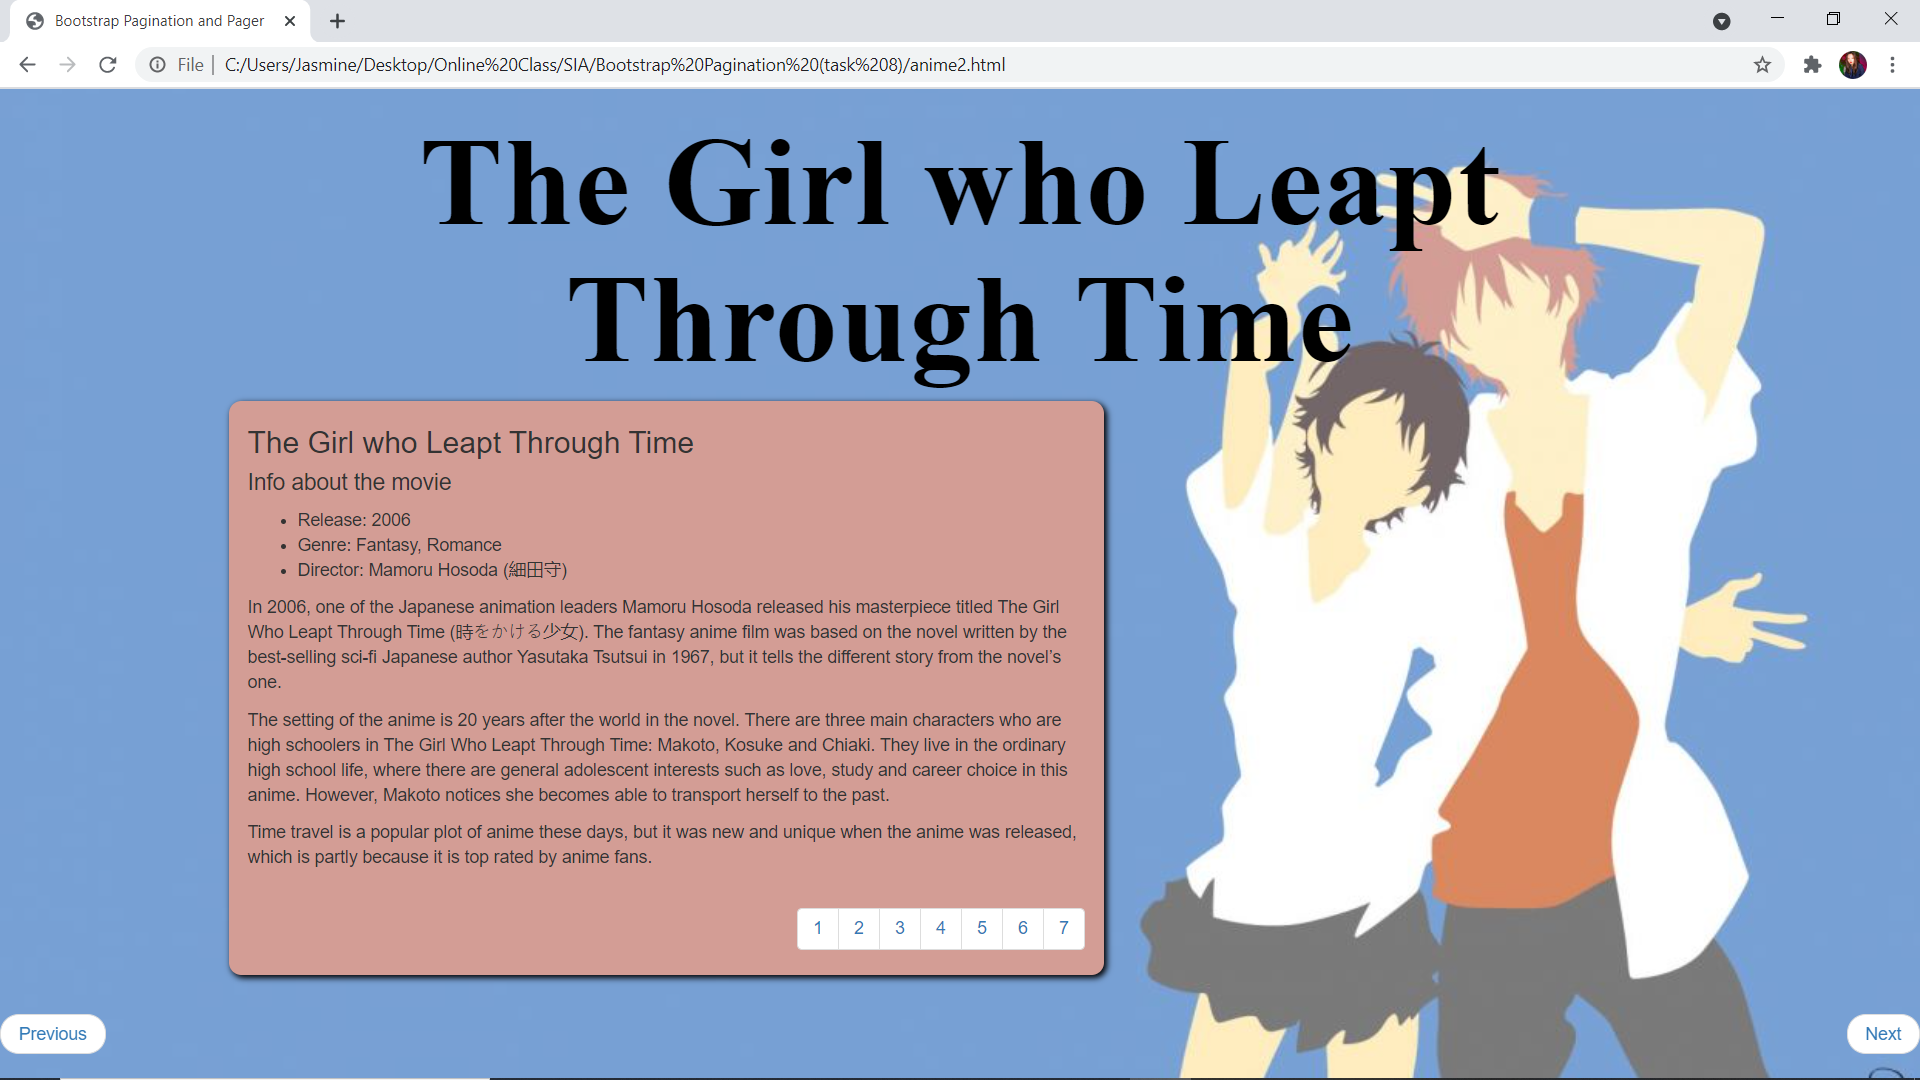 Bootstrap Pagination and Pager
File | C:/Users/Jasmine/Desktop/Online%20Class/SIA/Bootstrap%20Pagination%20(task%208)/anime2.html
The Girl who Leapt
Through Time
The Girl who Leapt Through Time
Info about the movie
• Release: 2006
• Genre: Fantasy, Romance
• Director: Mamoru Hosoda (細田守)
In 2006, one of the Japanese animation leaders Mamoru Hosoda released his masterpiece titled The Girl
Who Leapt Through Time (時をかける少女). The fantasy anime film was based on the novel written by the
best-selling sci-fi Japanese author Yasutaka Tsutsui in 1967, but it tells the different story from the novel’s
one.
The setting of the anime is 20 years after the world in the novel. There are three main characters who are
high schoolers in The Girl Who Leapt Through Time: Makoto, Kosuke and Chiaki. They live in the ordinary
high school life, where there are general adolescent interests such as love, study and career choice in this
anime. However, Makoto notices she becomes able to transport herself to the past.
Time travel is a popular plot of anime these days, but it was new and unique when the anime was released,
which is partly because it is top rated by anime fans.
1 2 3 4 5 6 7
Previous
Next